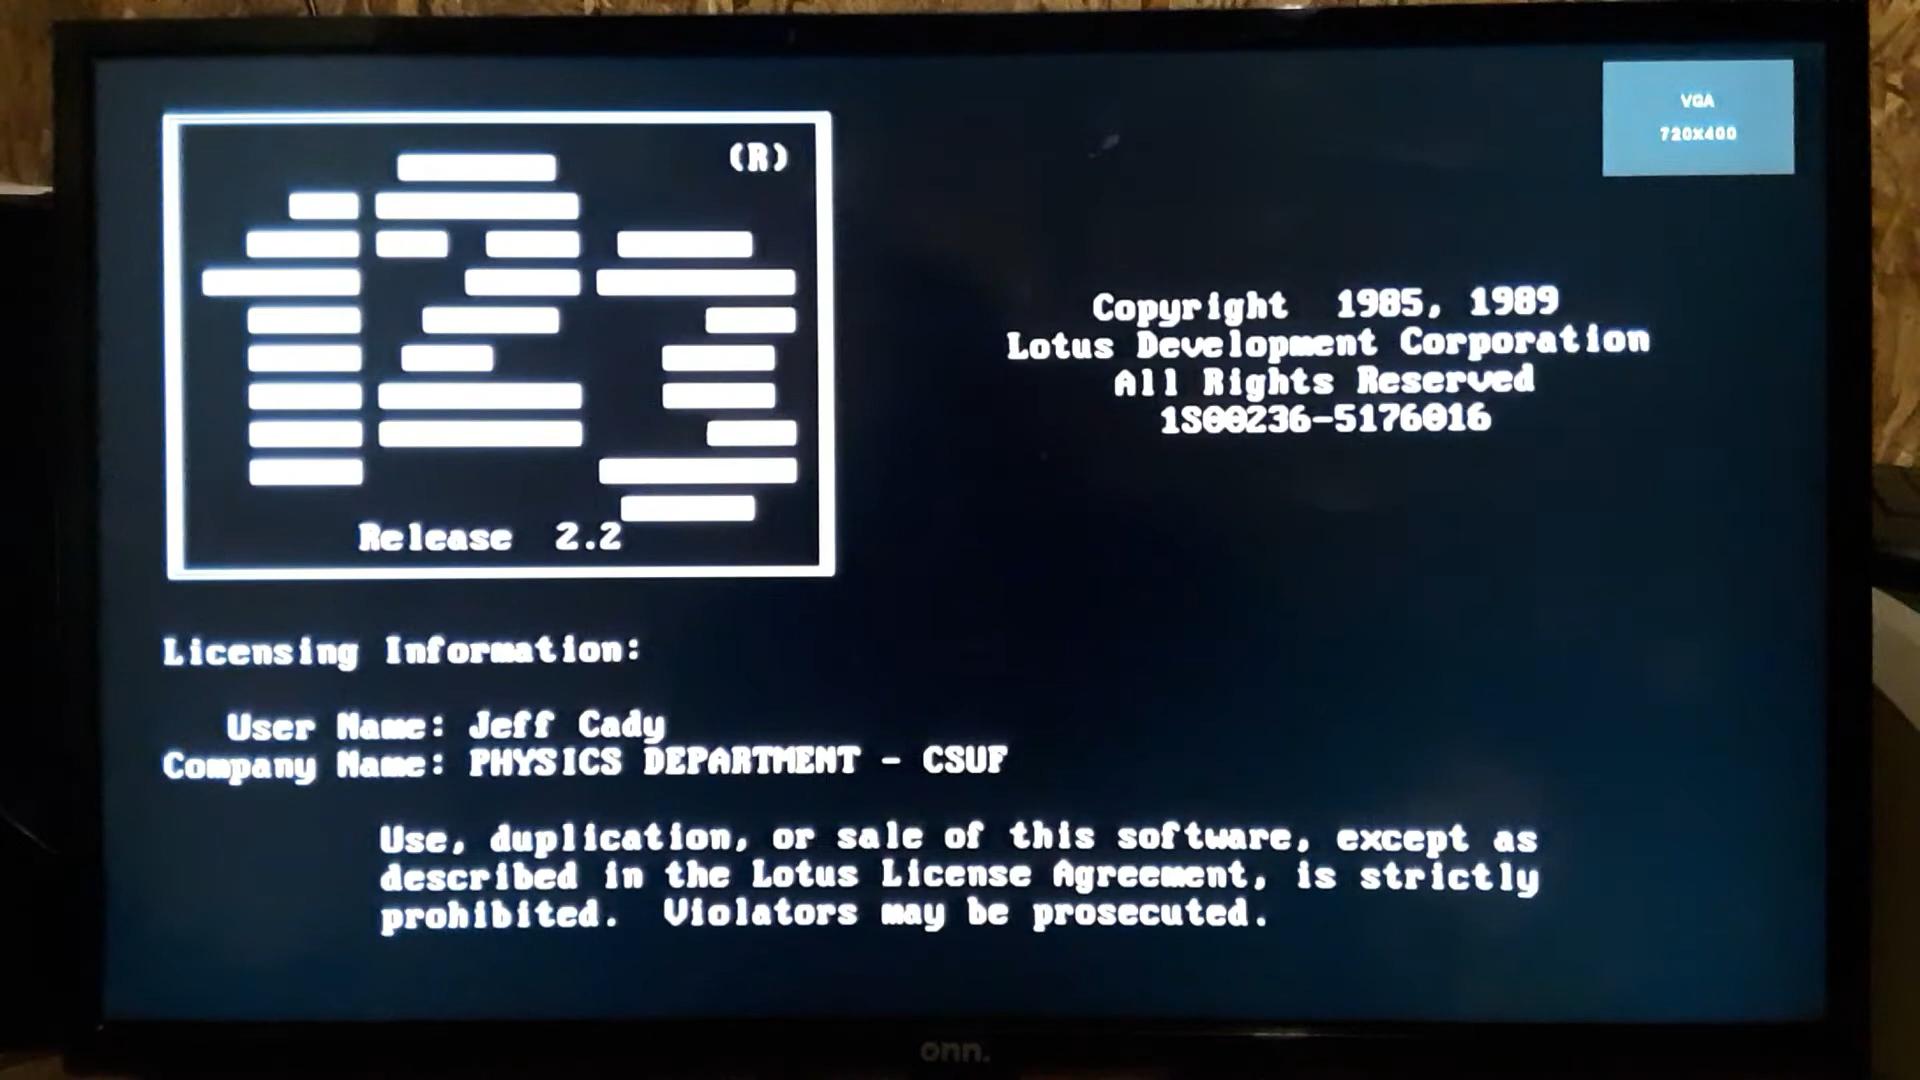 VGA
720X400
(R)
123
Release 2.2
Copyright 1985, 1989
Lotus Development Corporation
All Rights Reserved
1S00236-5176016
Licensing Information:
User Name: Jeff Cady
Company Name: PHYSICS DEPARTMENT - CSUF
Use, duplication, or sale of this software, except as
described in the Lotus License Agreement, is strictly
prohibited. Violators may be prosecuted.
onn.